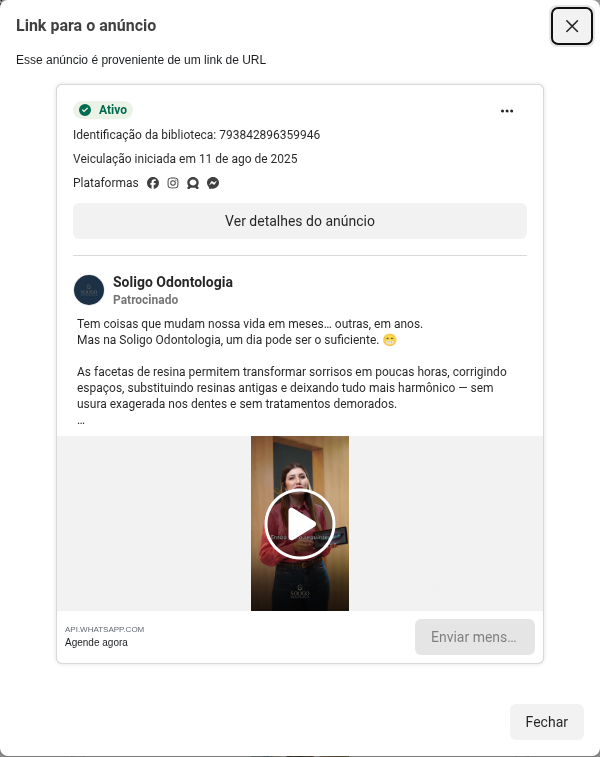 Link para o anúncio
Esse anúncio é proveniente de um link de URL
Ativo
Identificação da biblioteca: 793842896359946
Veiculação iniciada em 11 de ago de 2025
Plataformas
Ver detalhes do anúncio
Soligo Odontologia
Patrocinado
Tem coisas que mudam nossa vida em meses… outras, em anos.
Mas na Soligo Odontologia, um dia pode ser o suficiente. 😁
As facetas de resina permitem transformar sorrisos em poucas horas, corrigindo
espaços, substituindo resinas antigas e deixando tudo mais harmônico — sem
usura exagerada nos dentes e sem tratamentos demorados.
…
SOLIGO
API.WHATSAPP.COM
Agende agora
Enviar mens…
Fechar